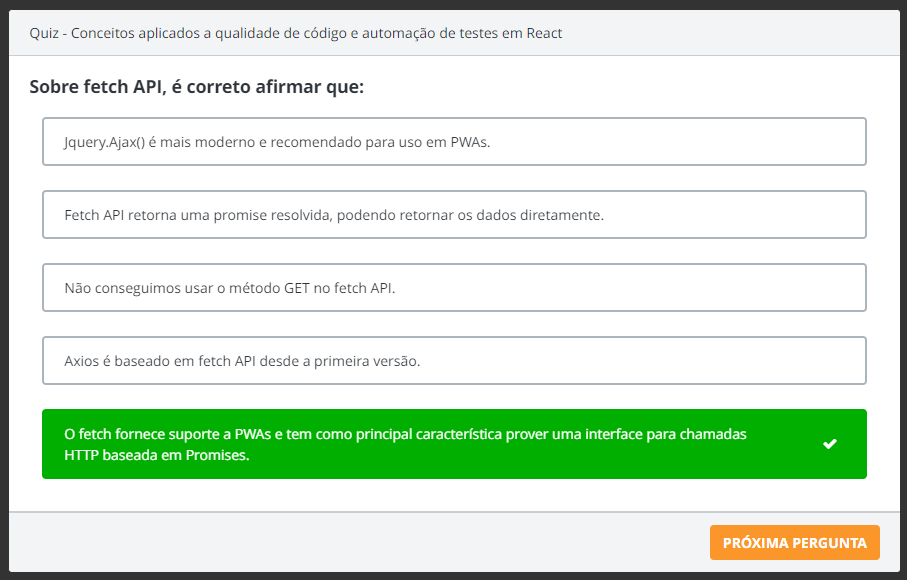 Quiz - Conceitos aplicados a qualidade de código e automação de testes em React
Sobre fetch API, é correto afirmar que:
Jquery.Ajax() é mais moderno e recomendado para uso em PWAs.
Fetch API retorna uma promise resolvida, podendo retornar os dados diretamente.
Não conseguimos usar o método GET no fetch API.
Axios é baseado em fetch API desde a primeira versão.
O fetch fornece suporte a PWAs e tem como principal característica prover uma interface para chamadas
HTTP baseada em Promises.
PRÓXIMA PERGUNTA